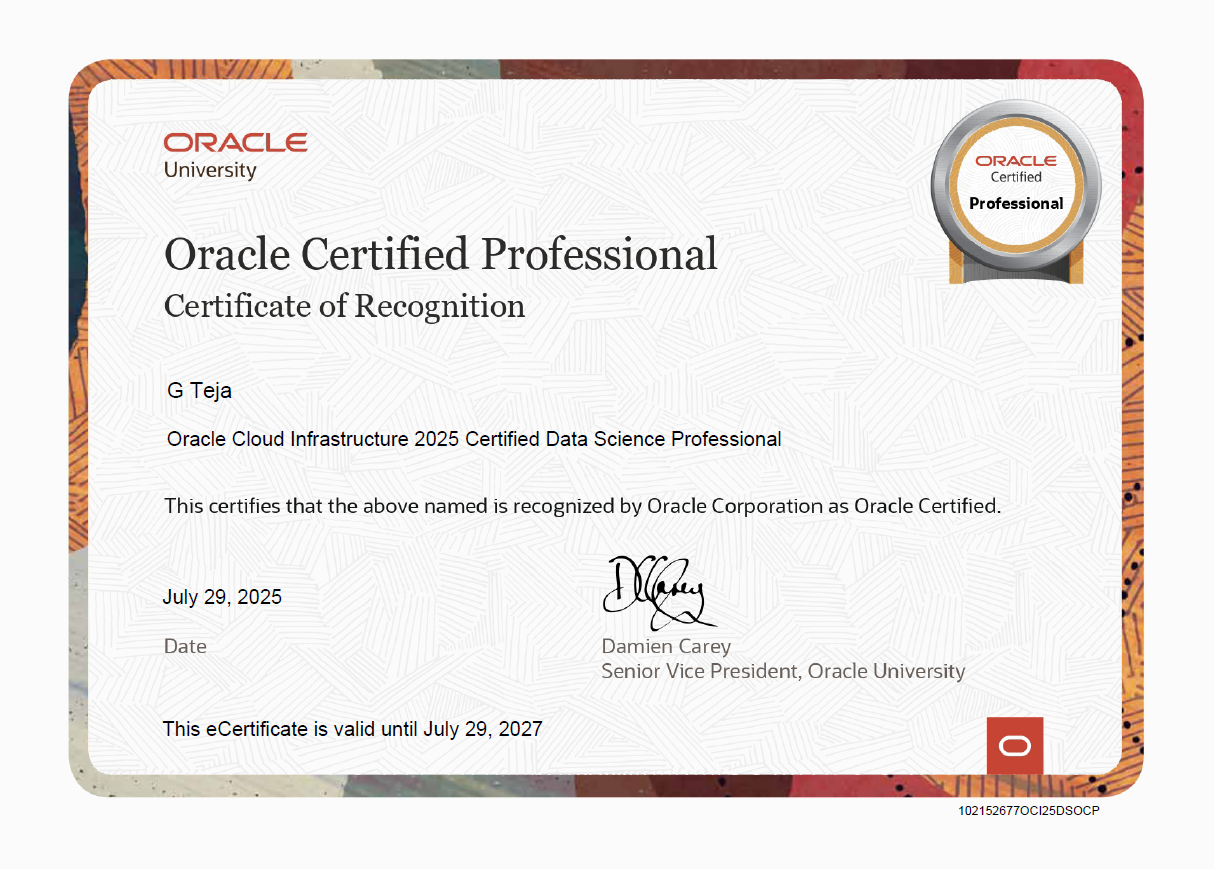 ORACLE
University
ORACLE
Certified
Professional
Oracle Certified Professional
Certificate of Recognition
G Teja
Oracle Cloud Infrastructure 2025 Certified Data Science Professional
This certifies that the above named is recognized by Oracle Corporation as Oracle Certified.
DCarey
July 29, 2025
Date
Damien Carey
Senior Vice President, Oracle University
This eCertificate is valid until July 29, 2027
102152677OCI25DSOCP